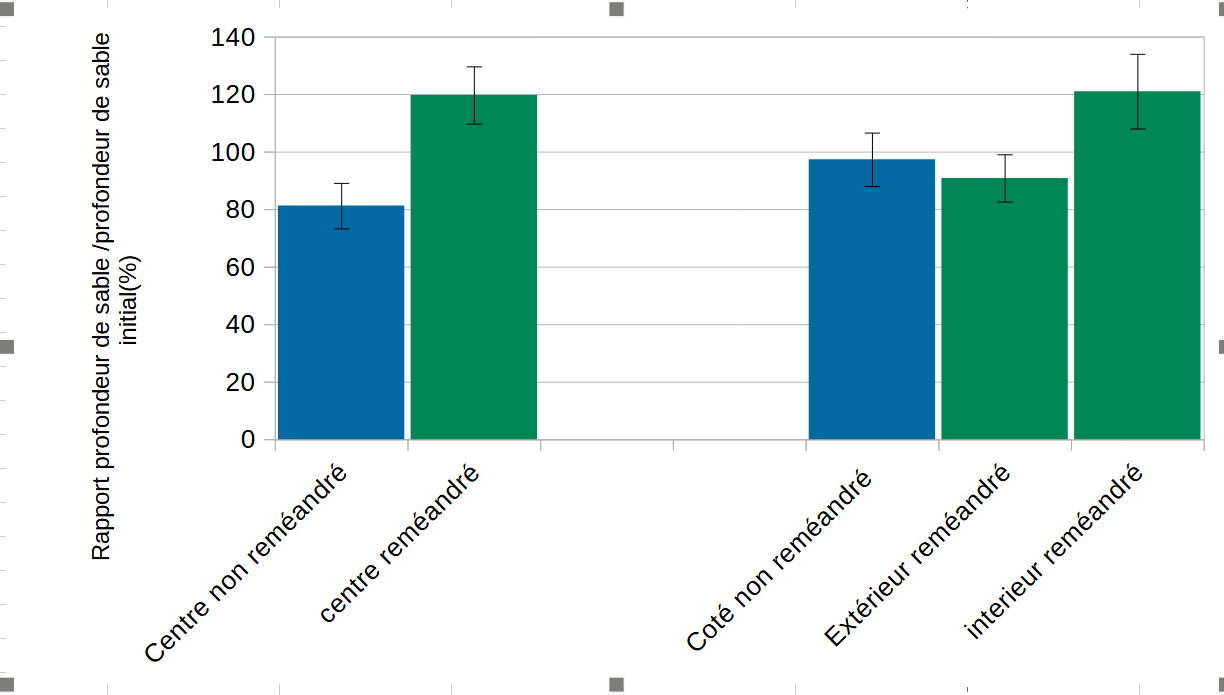 Rapport profondeur de sable /profondeur de sable
initial(%)
140
120
100
80
60
40
20
0
Centre non reméandré
centre reméandré
Coté non reméandré
Extérieur reméandré
interieur reméandré